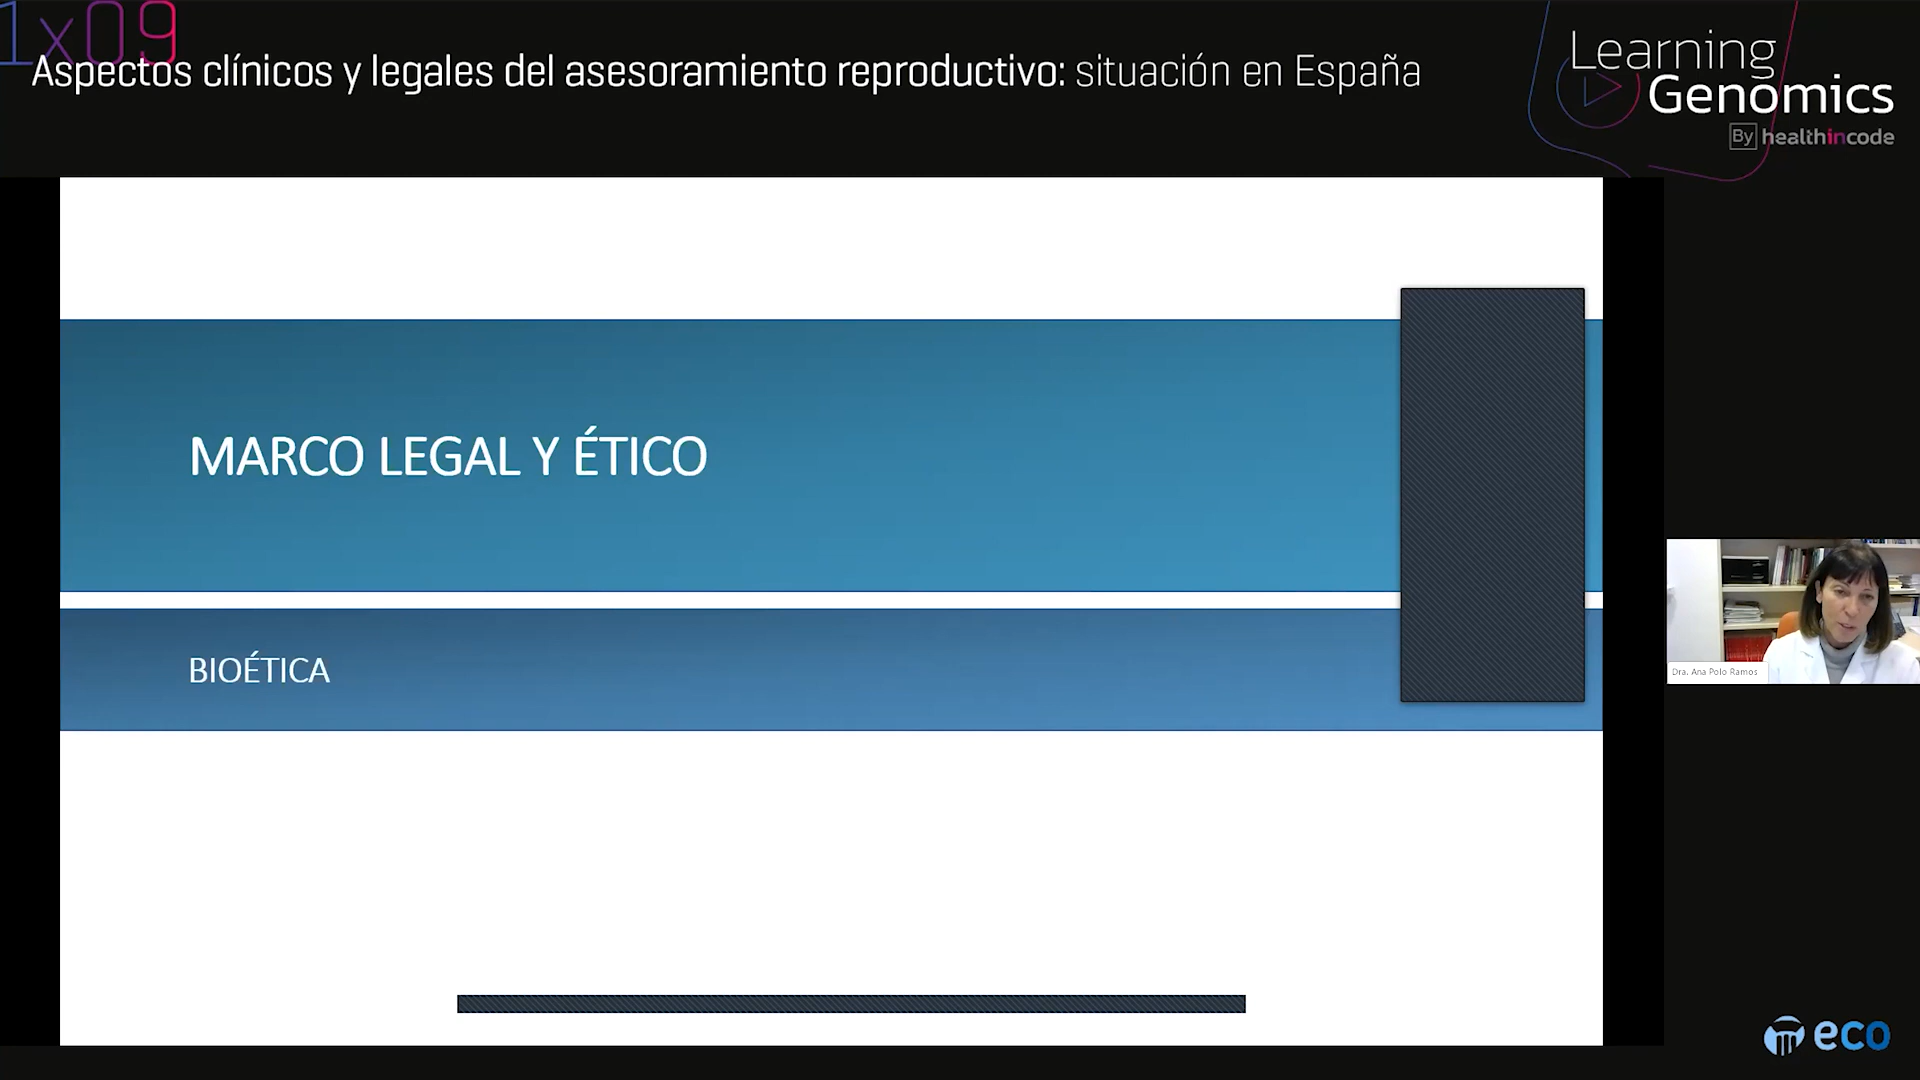 1x09
Aspectos clínicos y legales del asesoramiento reproductivo: situación en España
Learning
Genomics
By healthincode
MARCO LEGAL Y ÉTICO
BIOÉTICA
Dra. Ana Polo Ramos
eco